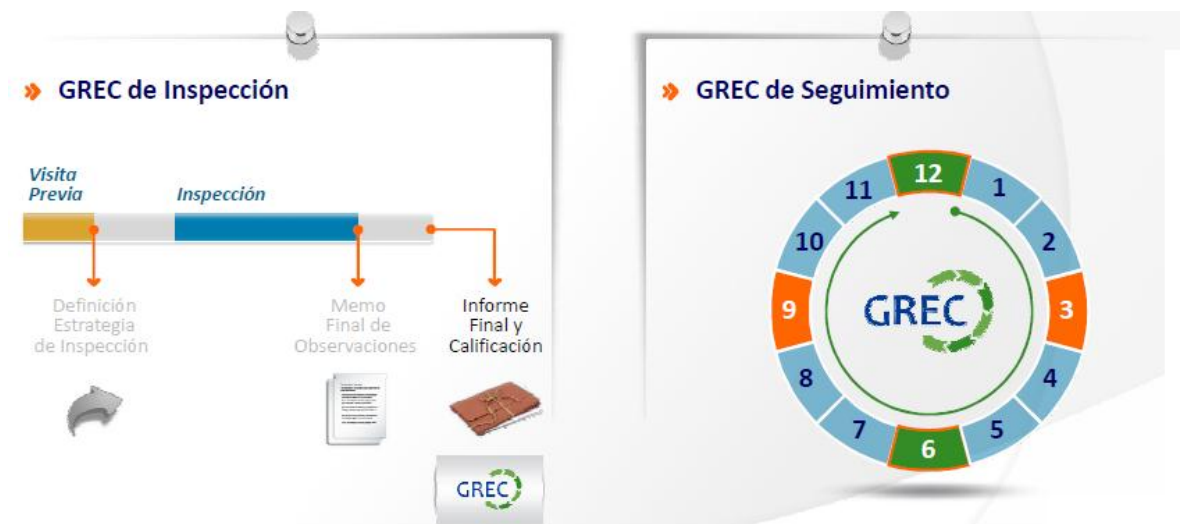 GREC de Inspección
Visita
Previa
Inspección
Definición
Estrategia
de Inspección
Memo
Final de
Observaciones
Informe
Final y
Calificación
GREC
GREC de Seguimiento
12
1
2
3
4
5
6
7
8
9
10
11
GREC